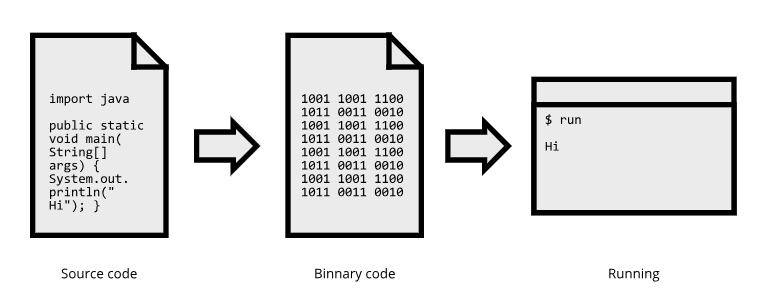 import java
public static
void main(
String[]
args) {
System.out.
println("
Hi"); }
1001 1001 1100
1011 0011 0010
1001 1001 1100
1011 0011 0010
1001 1001 1100
1011 0011 0010
1001 1001 1100
1011 0011 0010
$ run
Hi
Source code
Binnary code
Running